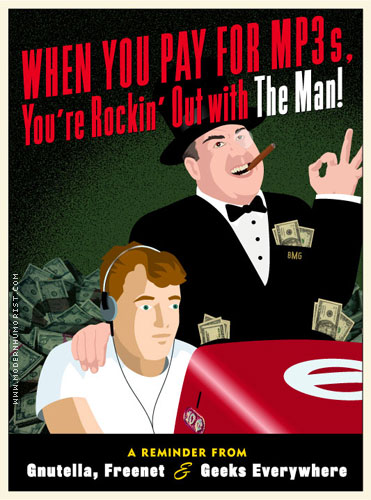 WHEN YOU PAY FOR MP3s,
You're Rockin' Out with The Man!
BMG
WWW.MODERNHUMORIST.COM
A REMINDER FROM
Gnutella, Freenet & Geeks Everywhere